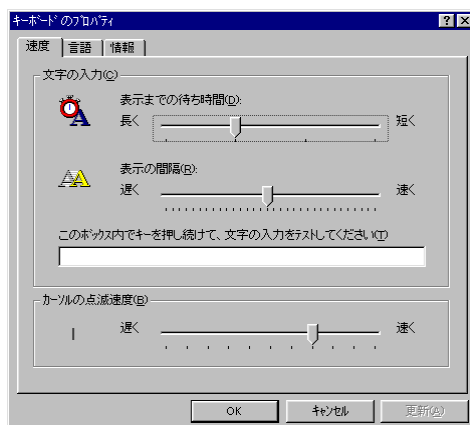 ｷｰﾎﾞｰﾄﾞのﾌﾟﾛﾊﾟﾃｨ
速度 言語 情報
文字の入力(C)
表示までの待ち時間(D):
長く 短く
表示の間隔(R):
遅く 速く
このﾎﾞｯｸｽ内でｷｰを押し続けて、文字の入力をﾃｽﾄしてください(T)
ｶｰｿﾙの点滅速度(B)
遅く 速く
OK ｷｬﾝｾﾙ 更新(A)